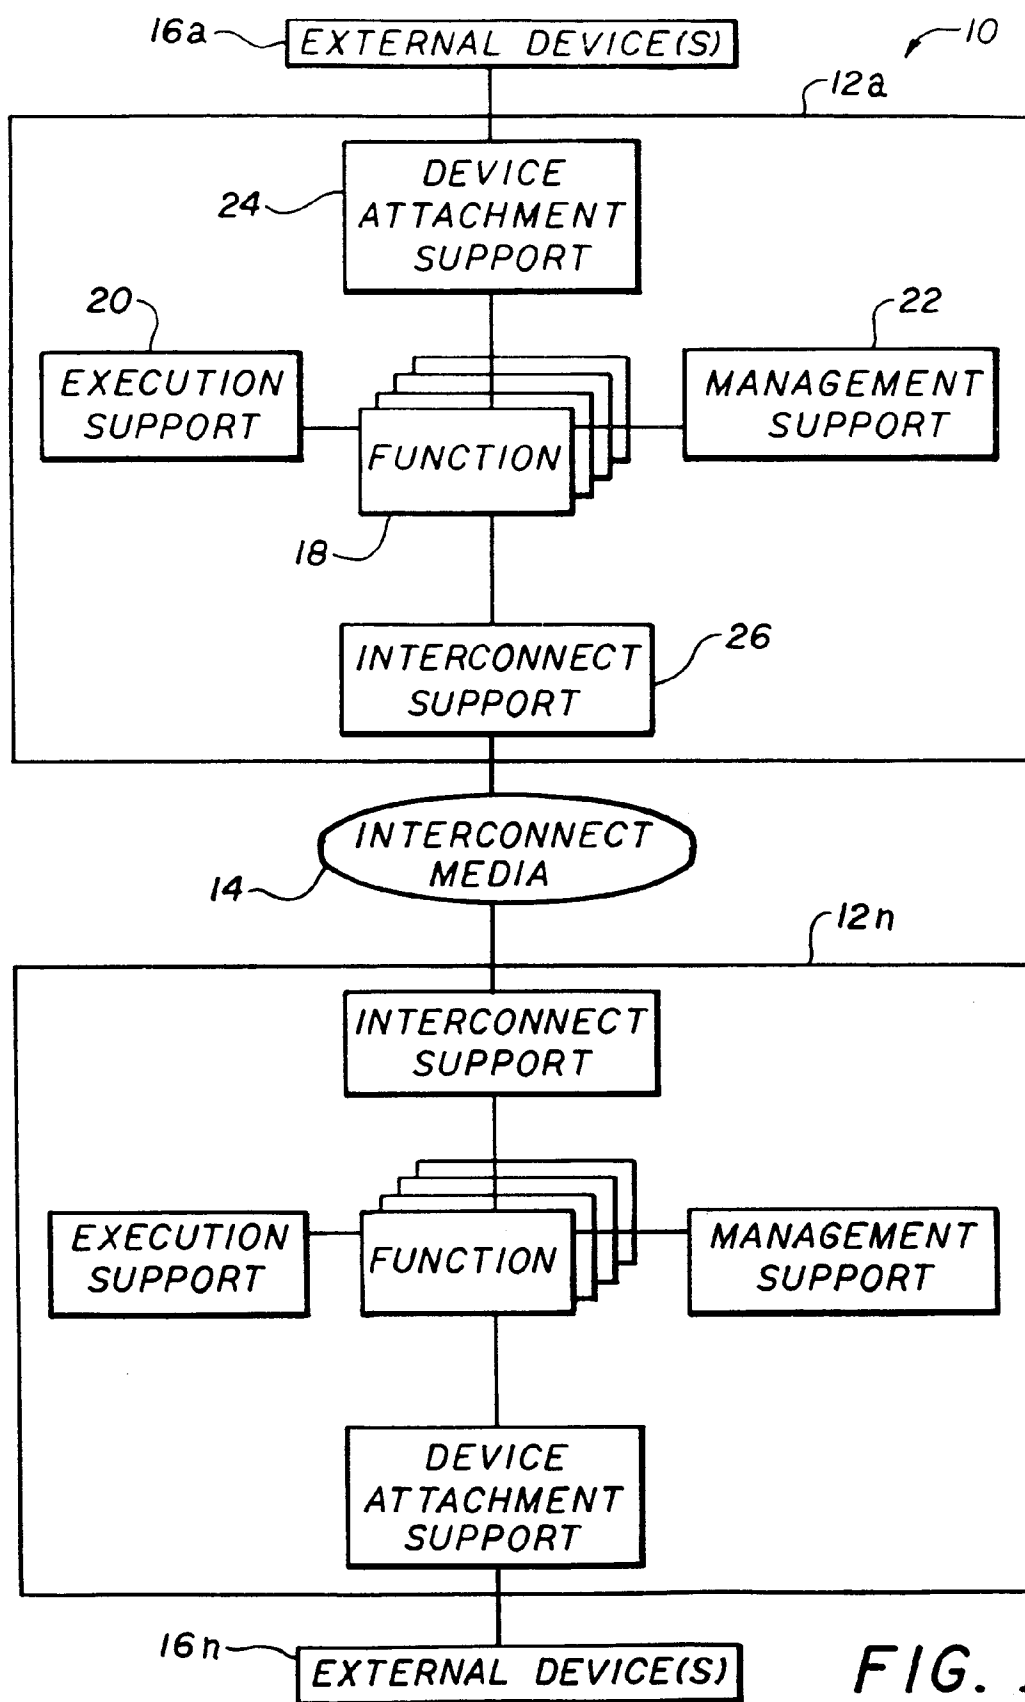 16a
EXTERNAL DEVICE(S)
10
12a
24
DEVICE
ATTACHMENT
SUPPORT
20
22
EXECUTION
SUPPORT
MANAGEMENT
SUPPORT
FUNCTION
18
26
INTERCONNECT
SUPPORT
INTERCONNECT
MEDIA
14
12n
INTERCONNECT
SUPPORT
EXECUTION
SUPPORT
FUNCTION
MANAGEMENT
SUPPORT
DEVICE
ATTACHMENT
SUPPORT
16n
EXTERNAL DEVICE(S)
FIG.